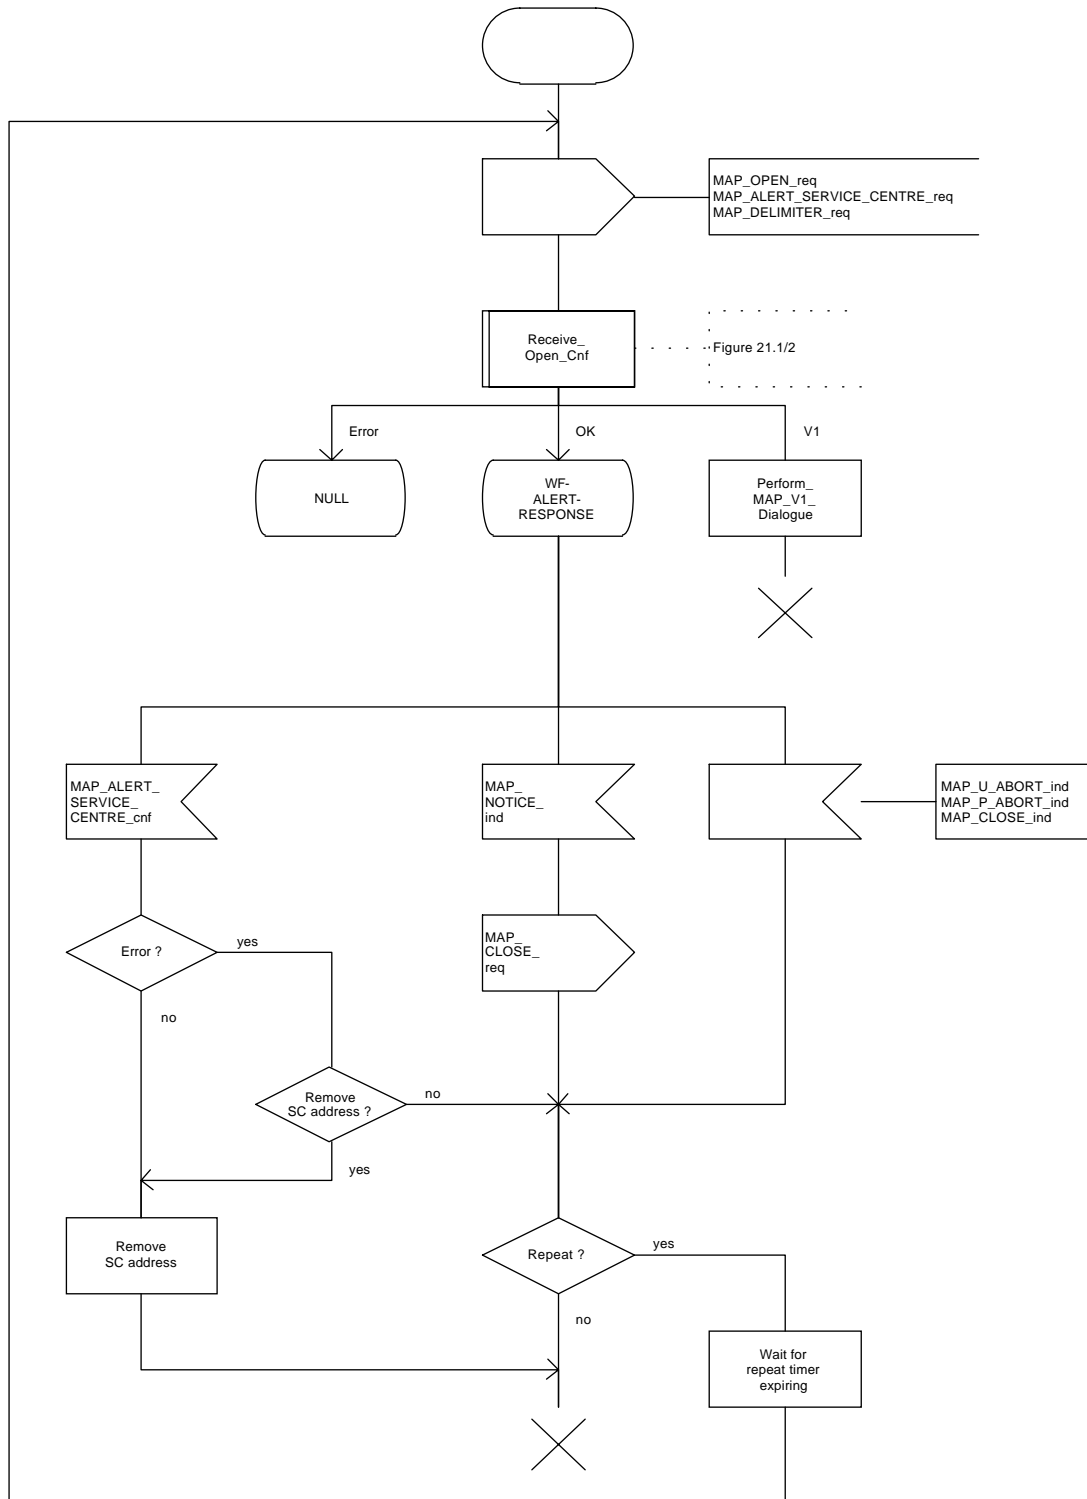 MAP_OPEN_req
MAP_ALERT_SERVICE_CENTRE_req
MAP_DELIMITER_req
Receive_
Open_Cnf
Figure 21.1/2
Error
OK
V1
NULL
WF-
ALERT-
RESPONSE
Perform_
MAP_V1_
Dialogue
MAP_ALERT_
SERVICE_
CENTRE_cnf
MAP_
NOTICE_
ind
MAP_U_ABORT_ind
MAP_P_ABORT_ind
MAP_CLOSE_ind
Error ?
yes
no
MAP_
CLOSE_
req
Remove
SC address ?
no
yes
Remove
SC address
Repeat ?
yes
no
Wait for
repeat timer
expiring